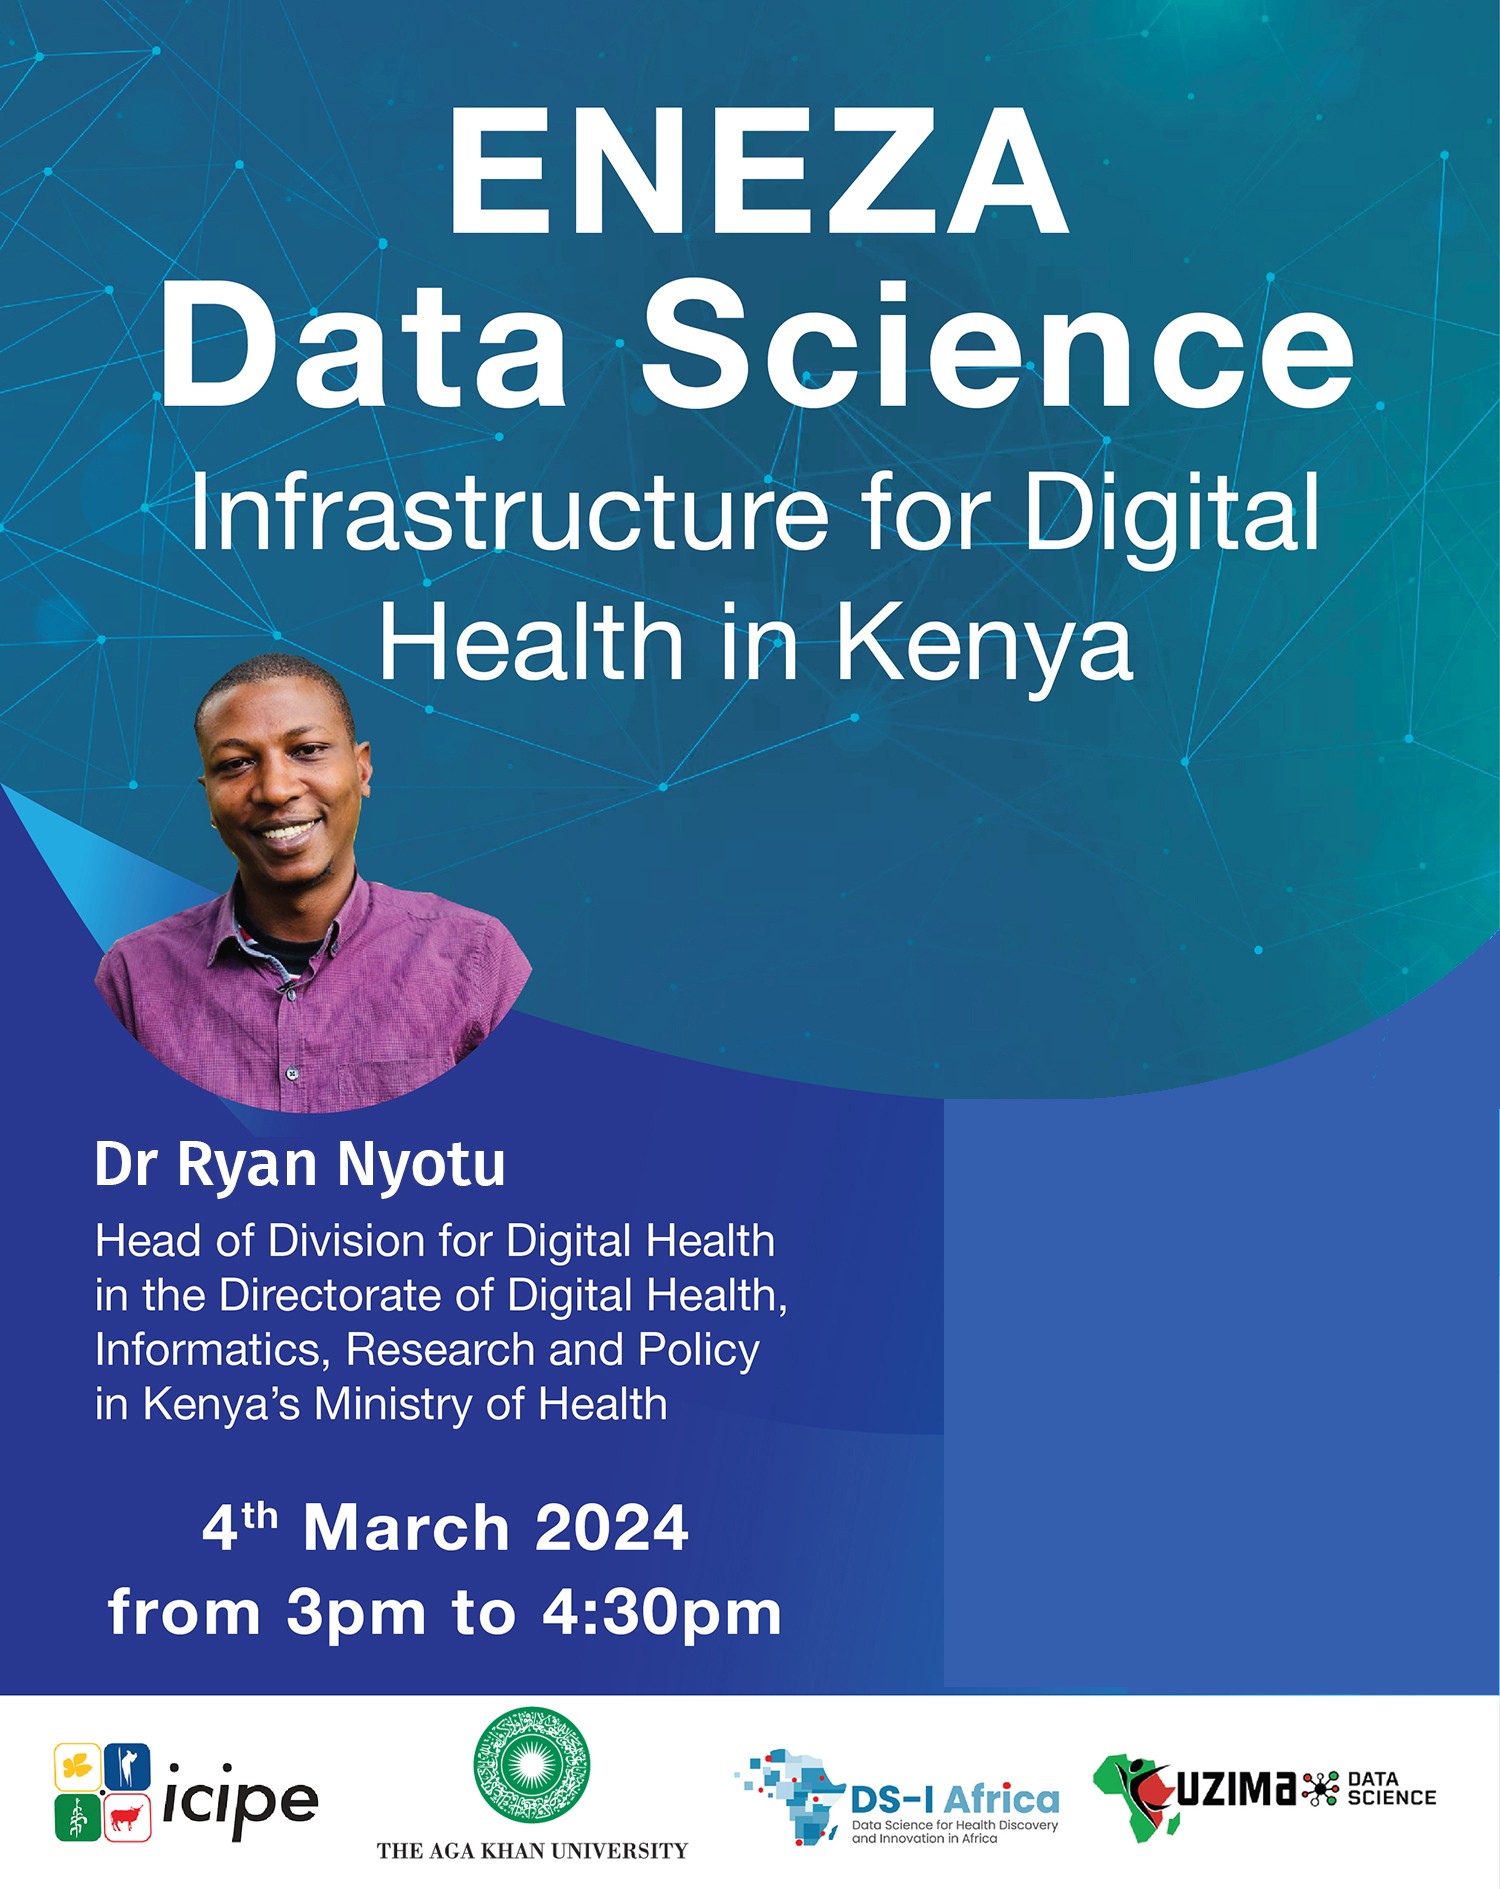 ENEZA
Data Science
Infrastructure for Digital
Health in Kenya
Dr Ryan Nyotu
Head of Division for Digital Health
in the Directorate of Digital Health,
Informatics, Research and Policy
in Kenya’s Ministry of Health
4th March 2024
from 3pm to 4:30pm
icipe
THE AGA KHAN UNIVERSITY
DS-I Africa
Data Science for Health Discovery
and Innovation in Africa
UZIMA
DATA
SCIENCE